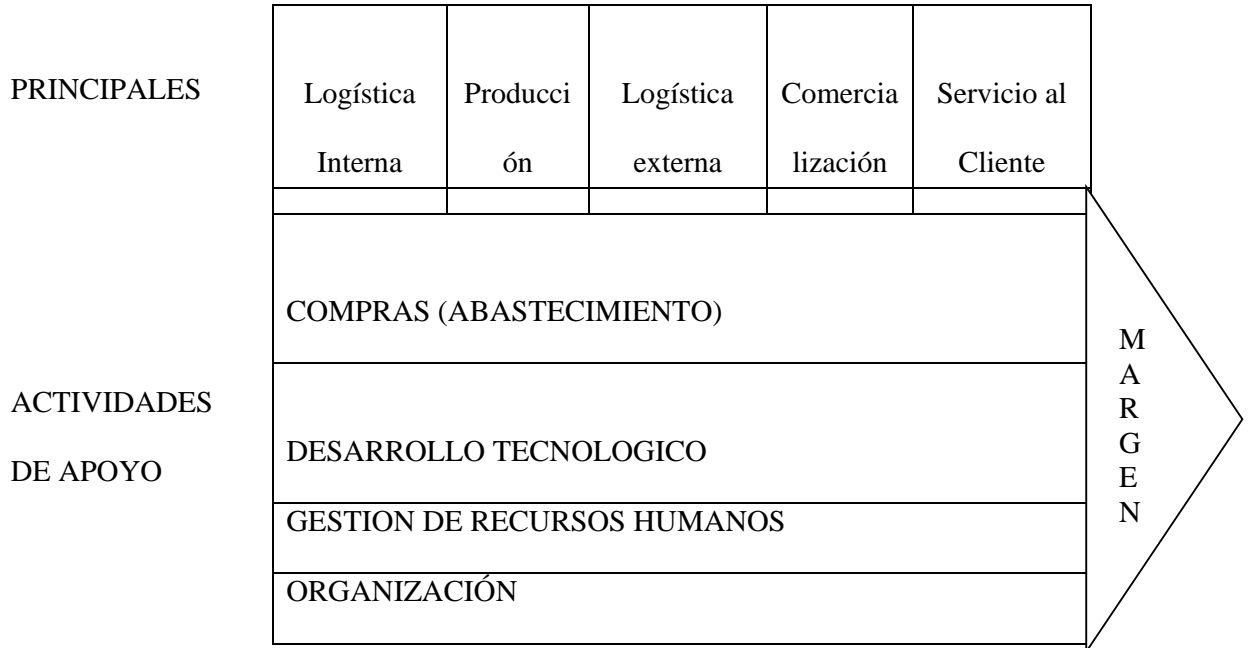 PRINCIPALES
Logística
Interna
Producci
ón
Logística
externa
Comercia
lización
Servicio al
Cliente
COMPRAS (ABASTECIMIENTO)
ACTIVIDADES
DE APOYO
DESARROLLO TECNOLOGICO
GESTION DE RECURSOS HUMANOS
ORGANIZACIÓN
M
A
R
G
E
N